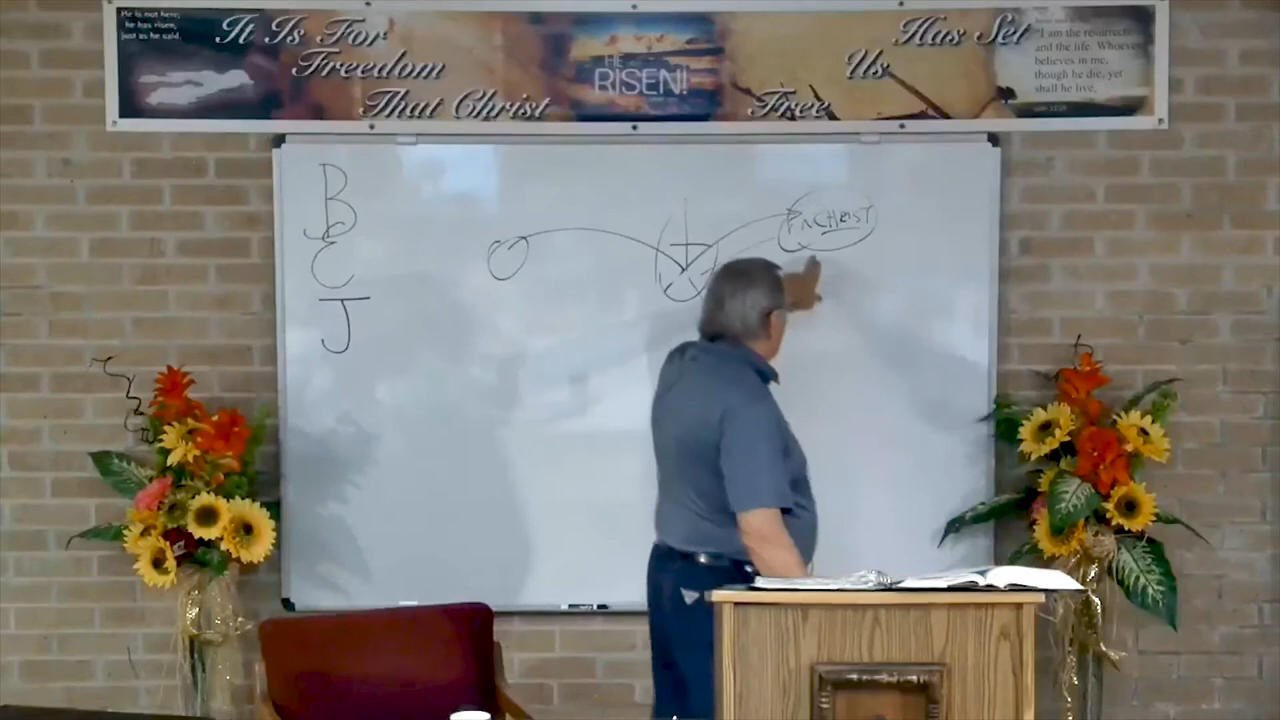 He is not here;
he has risen,
just as he said.
It Is For
Freedom
That Christ
HE
RISEN!
Has Set
Us
Free
"I am the resurrect
and the life. Whoever
believes in me,
though he die, yet
shall he live,
B
C
J
In CHRIST